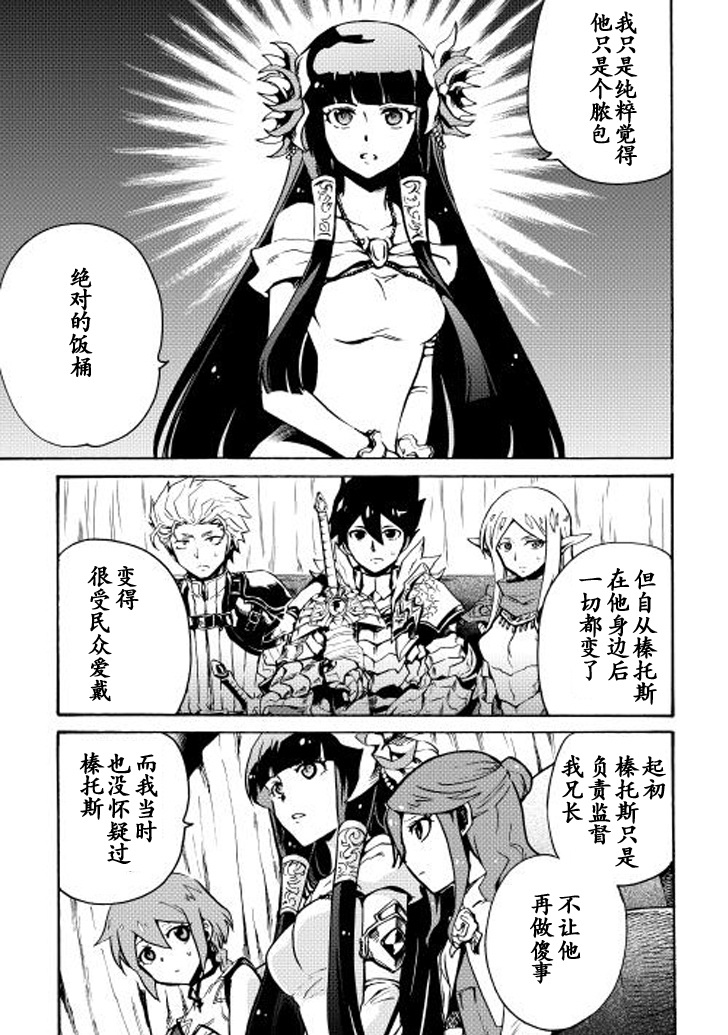 我只是纯粹觉得
他只是个脓包
绝对的饭桶
但自从榛托斯
在他身边后
一切都变了
变得
很受民众爱戴
起初
榛托斯只是
负责监督
我兄长
不让他
再做傻事
而我当时
也没怀疑过
榛托斯